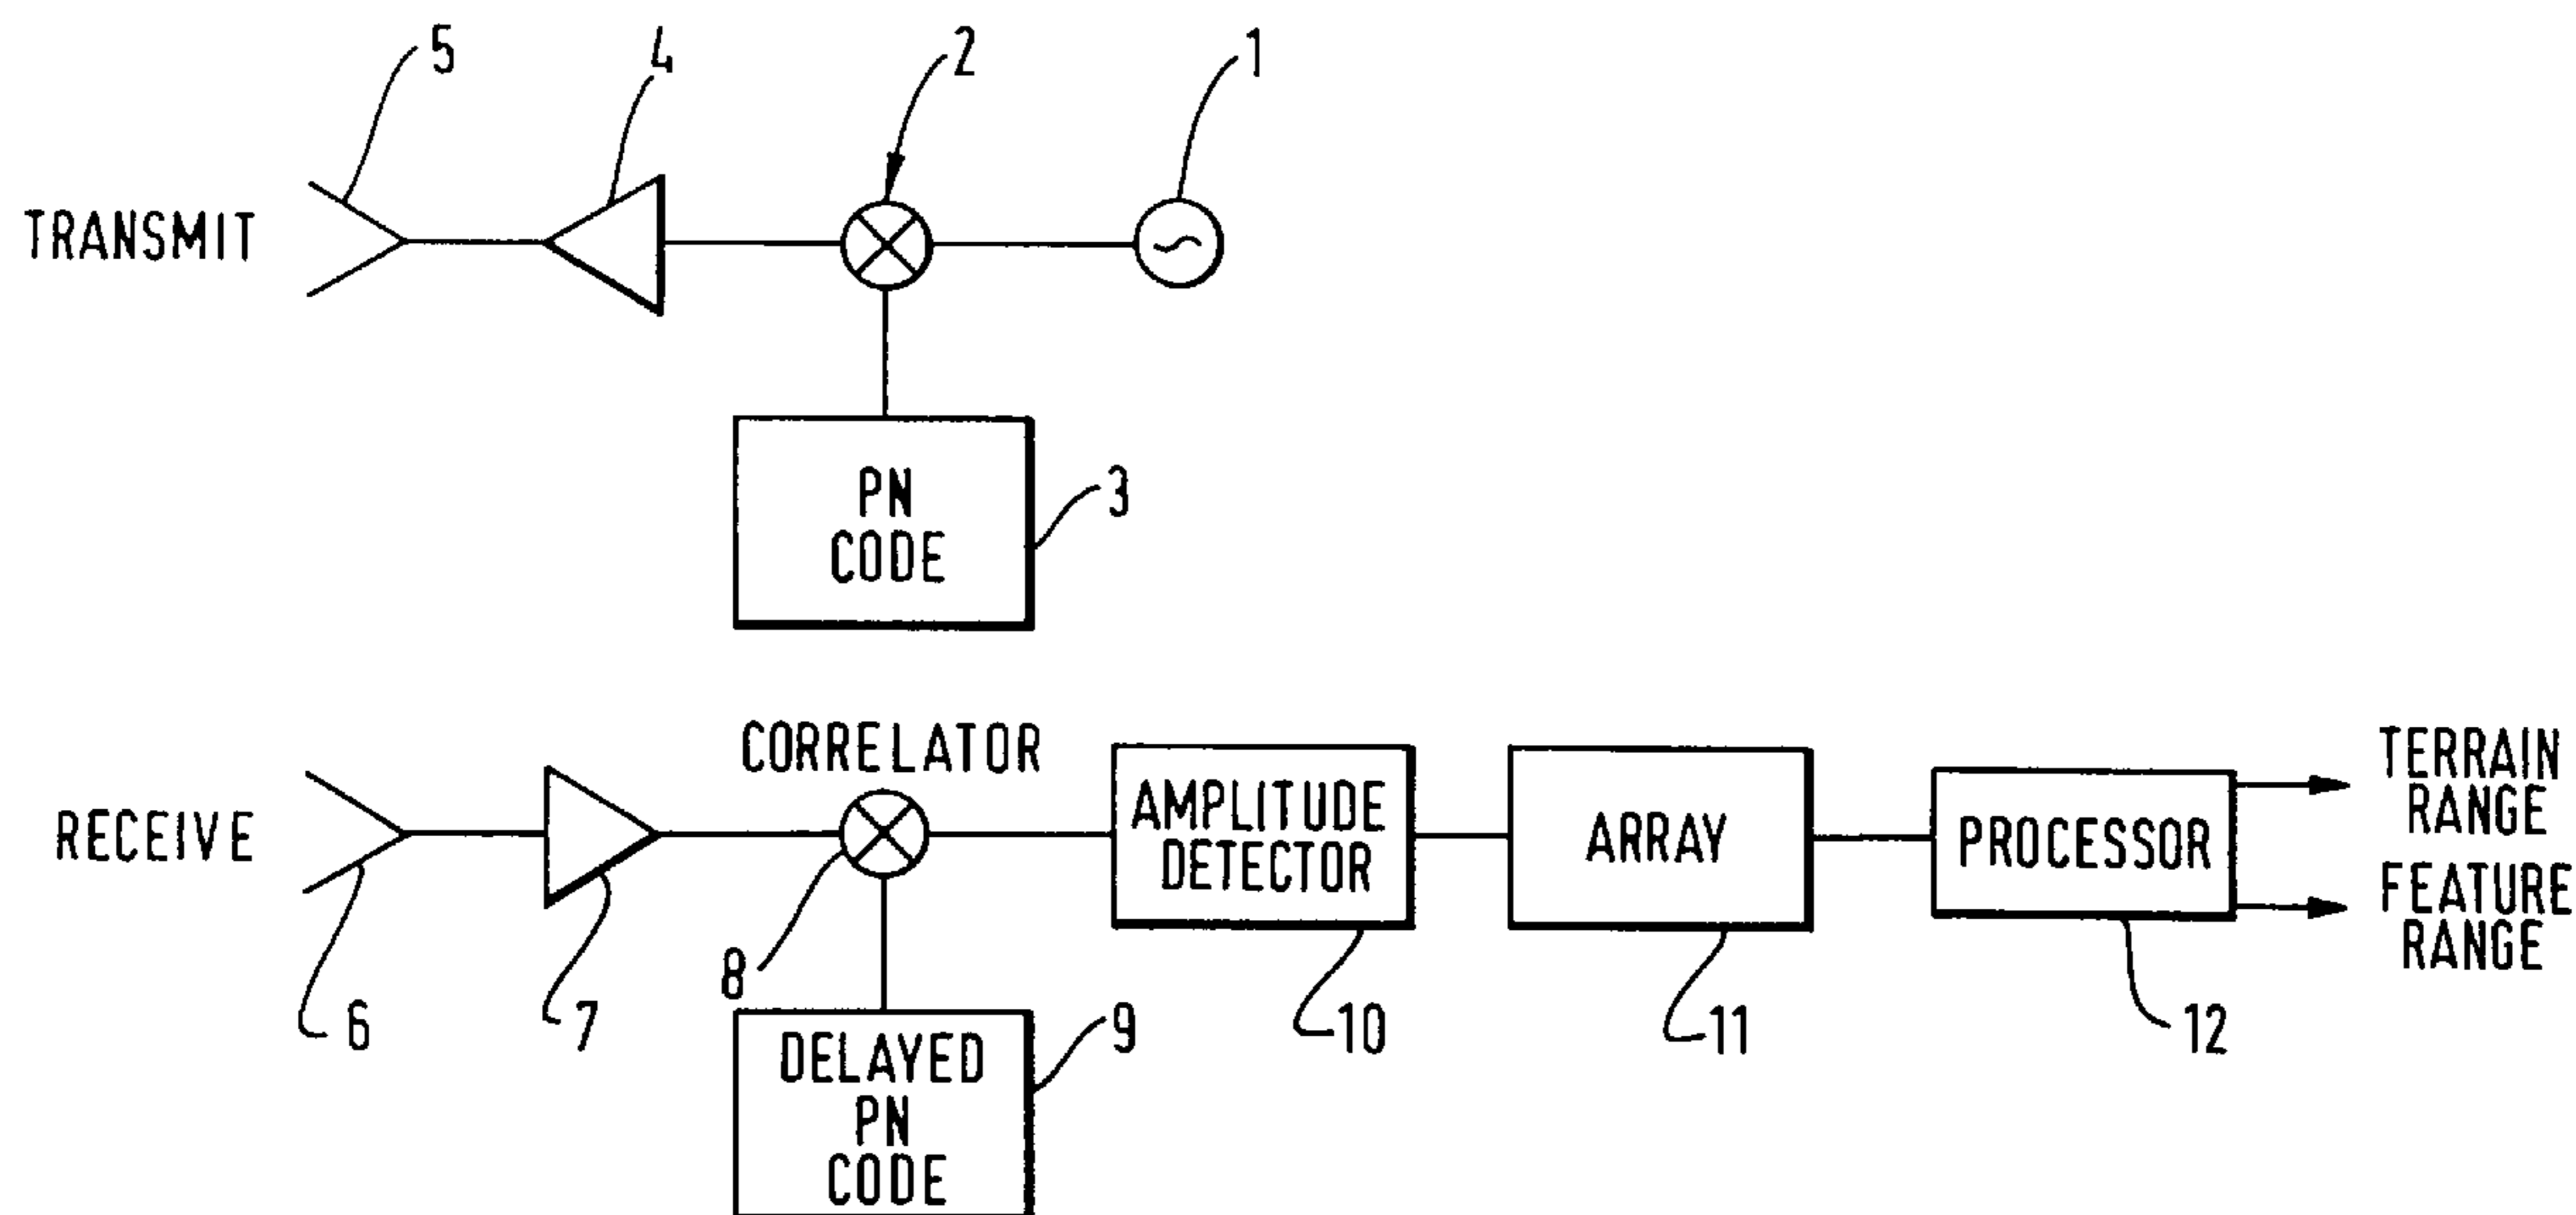 5
4
2
1
TRANSMIT
PN
CODE
3
CORRELATOR
RECEIVE
AMPLITUDE
DETECTOR
ARRAY
PROCESSOR
TERRAIN
RANGE
FEATURE
RANGE
6
7
8
DELAYED
PN
CODE
9
10
11
12